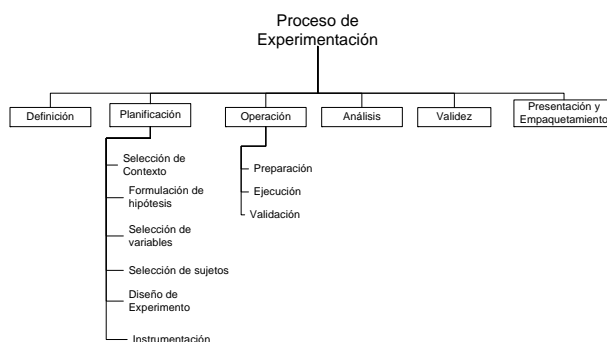 Proceso de
Experimentación
Definición
Planificación
Operación
Análisis
Validez
Presentación y
Empaquetamiento
Selección de
Contexto
Formulación de
hipótesis
Selección de
variables
Selección de sujetos
Diseño de
Experimento
Instrumentación
Preparación
Ejecución
Validación